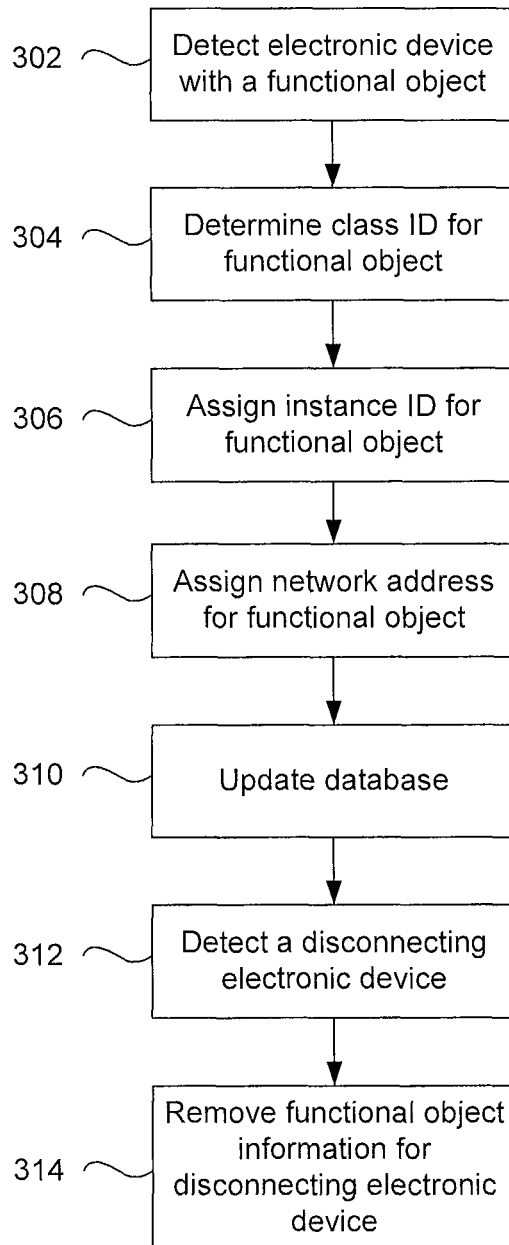 302
Detect electronic device
with a functional object
304
Determine class ID for
functional object
306
Assign instance ID for
functional object
308
Assign network address
for functional object
310
Update database
312
Detect a disconnecting
electronic device
314
Remove functional object
information for
disconnecting electronic
device